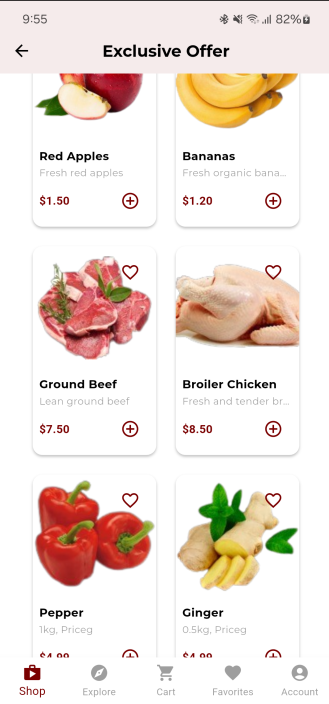 9:55 82%
Exclusive Offer
Red Apples Bananas
Fresh red apples Fresh organic bana...
$1.50 $1.20
Ground Beef Broiler Chicken
Lean ground beef Fresh and tender br...
$7.50 $8.50
Pepper Ginger
1kg, Priceg 0.5kg, Priceg
$4.99 $4.99
Shop Explore Cart Favorites Account